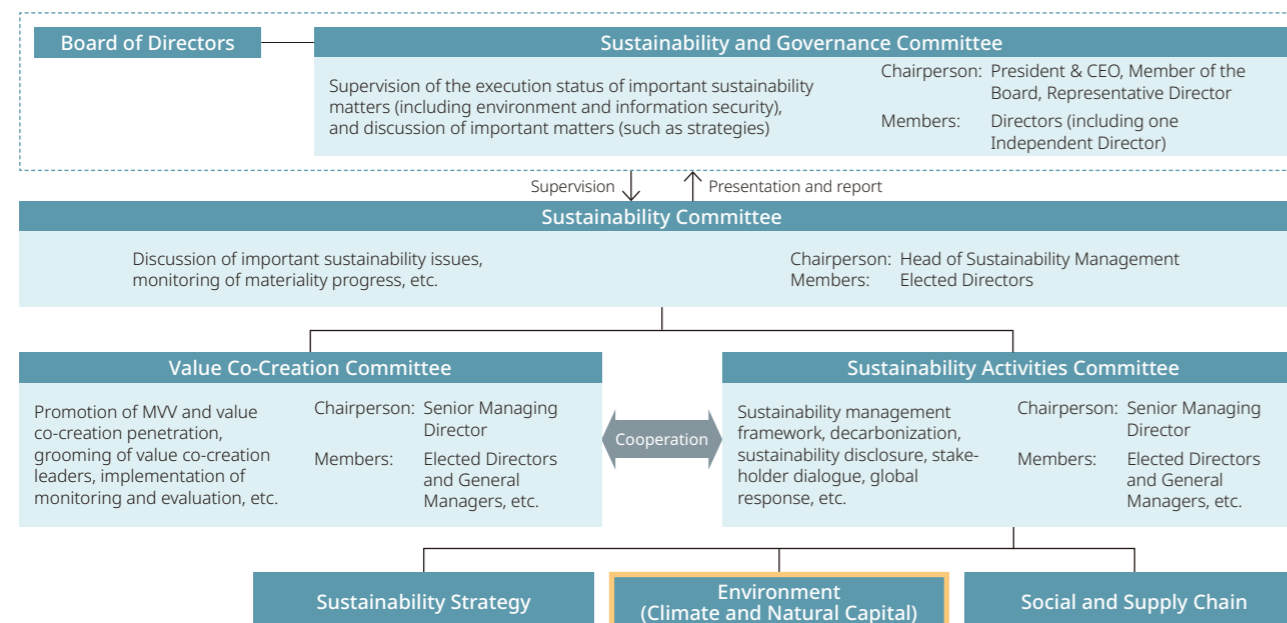 Board of Directors
Sustainability and Governance Committee
Supervision of the execution status of important sustainability
matters (including environment and information security),
and discussion of important matters (such as strategies)
Chairperson: President & CEO, Member of the
Board, Representative Director
Members: Directors (including one
Independent Director)
Supervision
Presentation and report
Sustainability Committee
Discussion of important sustainability issues,
monitoring of materiality progress, etc.
Chairperson: Head of Sustainability Management
Members: Elected Directors
Value Co-Creation Committee
Promotion of MVV and value
co-creation penetration,
grooming of value co-creation
leaders, implementation of
monitoring and evaluation, etc.
Chairperson: Senior Managing
Director
Members: Elected Directors
and General
Managers, etc.
Cooperation
Sustainability Activities Committee
Sustainability management
framework, decarbonization,
sustainability disclosure, stake-
holder dialogue, global
response, etc.
Chairperson: Senior Managing
Director
Members: Elected Directors
and General
Managers, etc.
Sustainability Strategy
Environment
(Climate and Natural Capital)
Social and Supply Chain